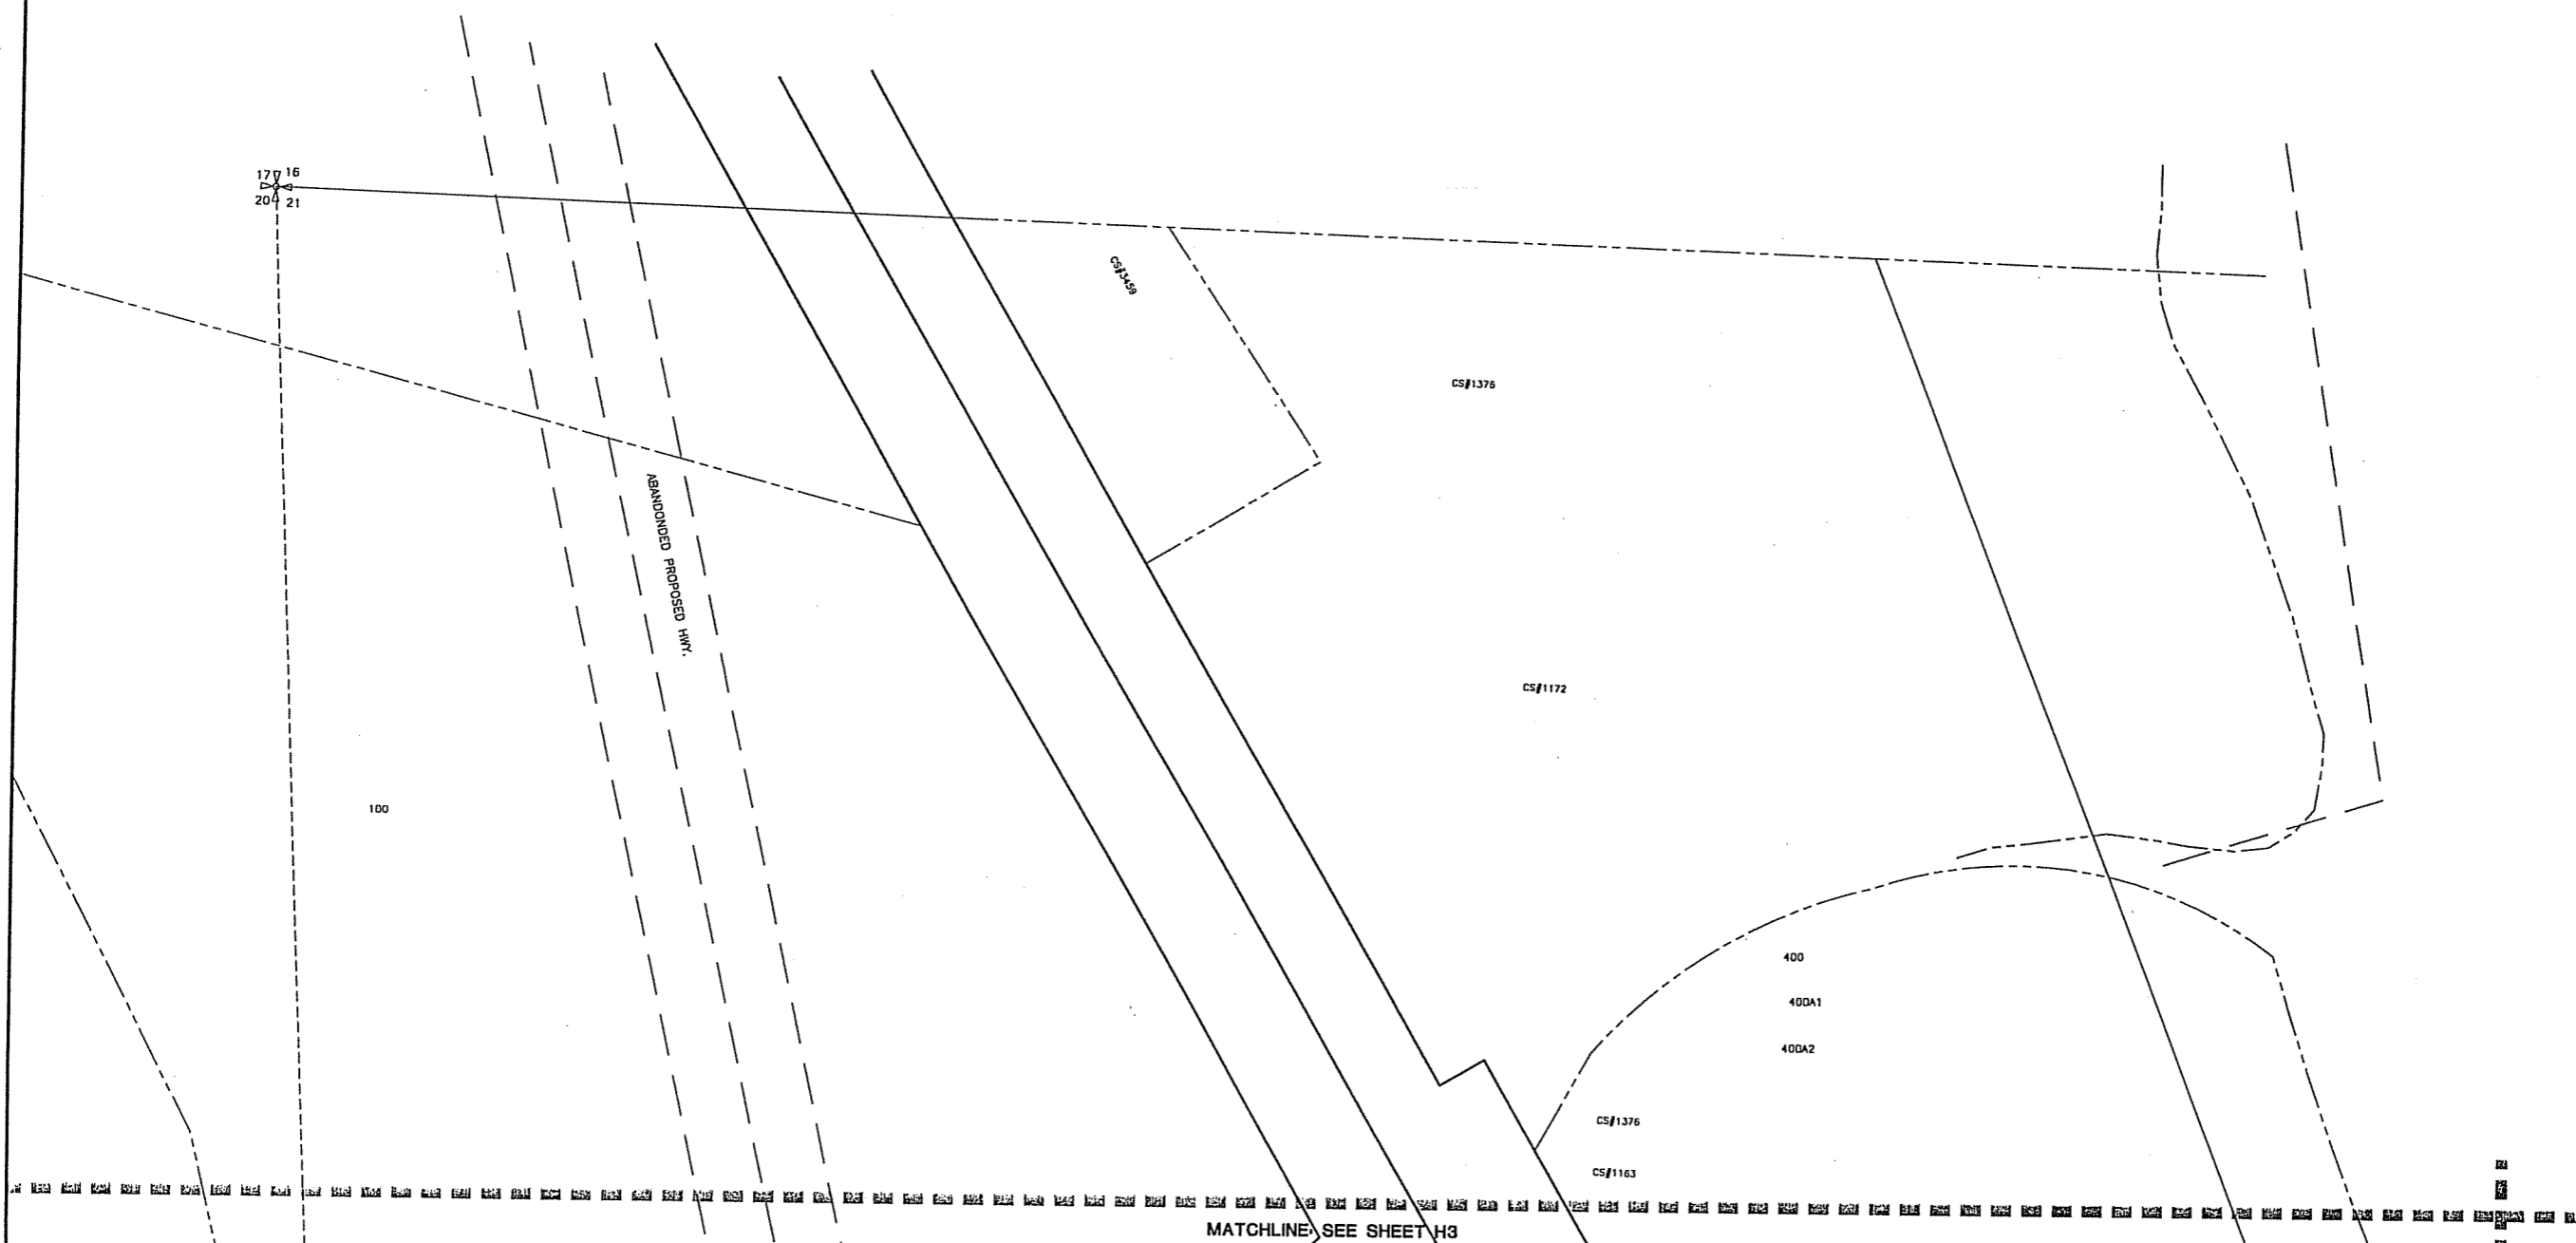 17 16
20 21
CS#3459
CS#1376
ABANDONDED PROPOSED HWY.
CS#1172
100
400
400A1
400A2
CS#1376
CS#1163
MATCHLINE: SEE SHEET H3